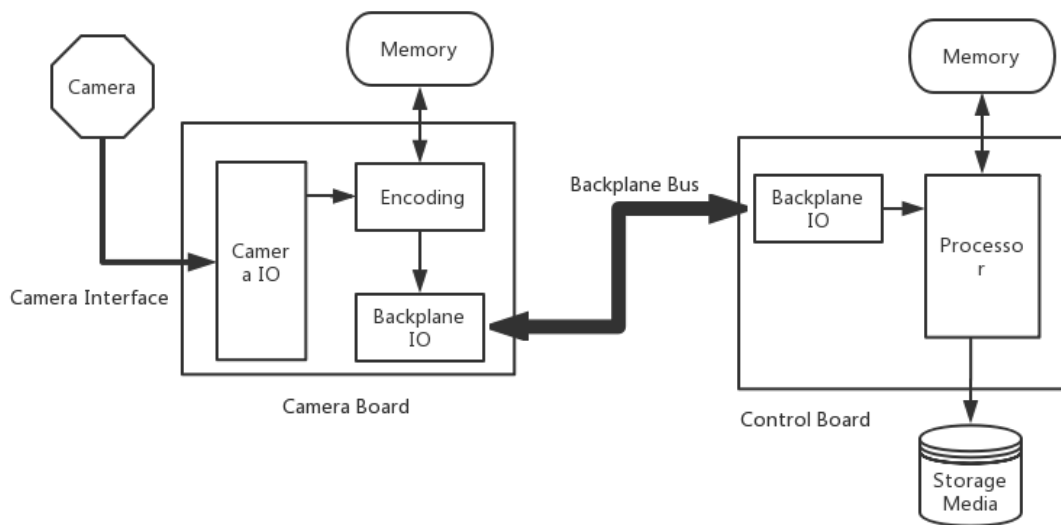 Camera
Memory
Camer
a IO
Encoding
Backplane
IO
Camera Interface
Camera Board
Backplane Bus
Memory
Backplane
IO
Processo
r
Control Board
Storage
Media